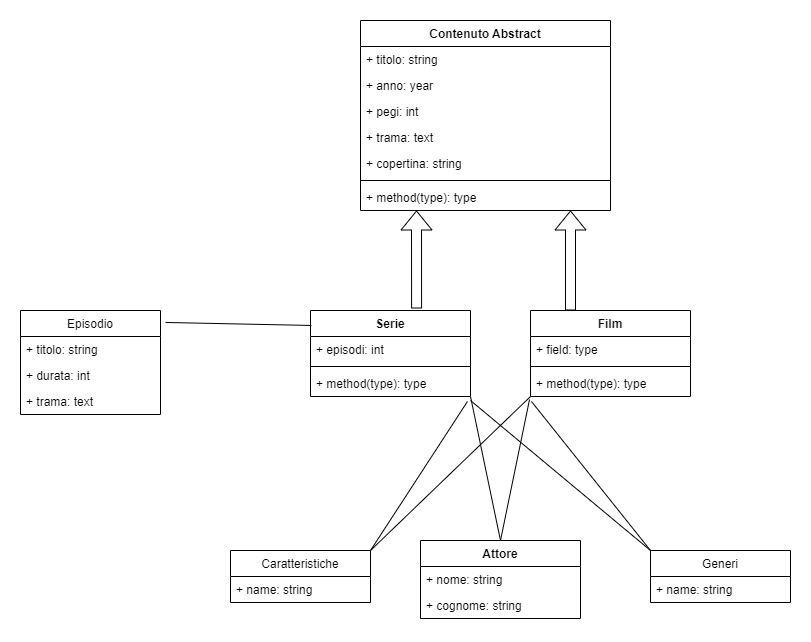 Contenuto Abstract
+ titolo: string
+ anno: year
+ pegi: int
+ trama: text
+ copertina: string
+ method(type): type
Episodio
+ titolo: string
+ durata: int
+ trama: text
Serie
+ episodi: int
+ method(type): type
Film
+ field: type
+ method(type): type
Caratteristiche
+ name: string
Attore
+ nome: string
+ cognome: string
Generi
+ name: string